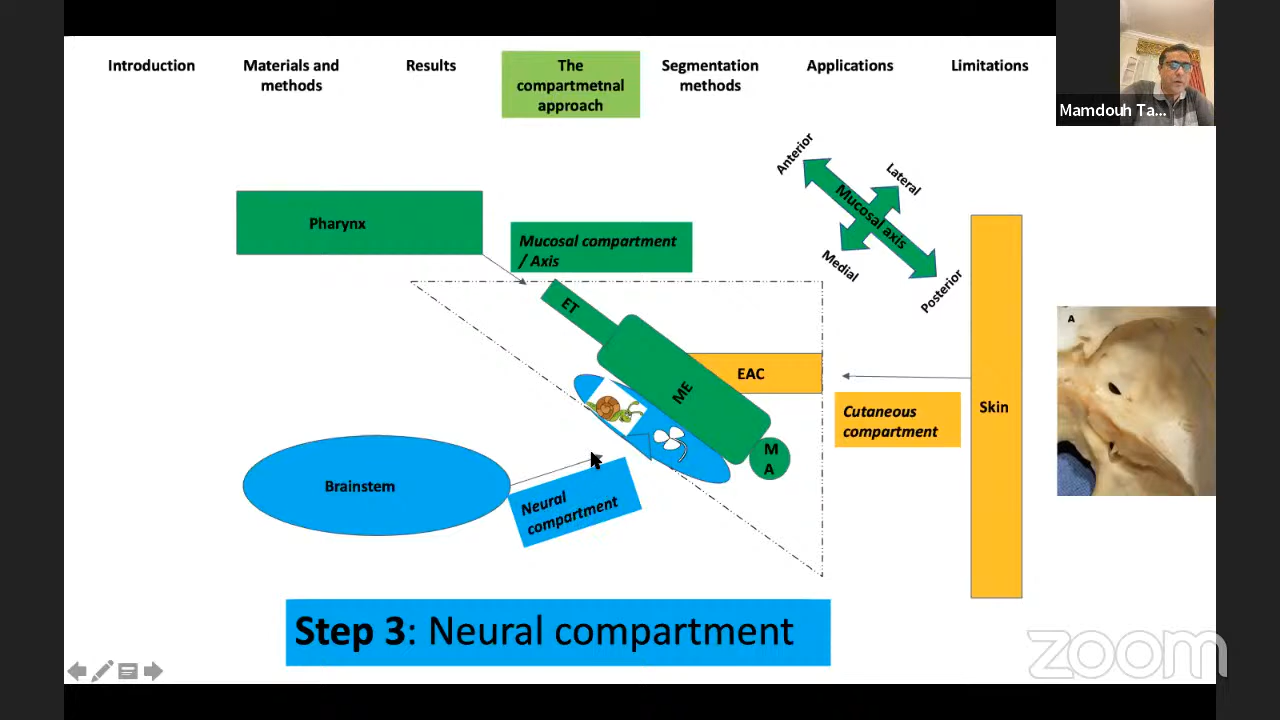 Introduction
Materials and
methods
Results
The
compartmetnal
approach
Segmentation
methods
Applications
Limitations
Mamdouh Ta...
Anterior
Lateral
Mucosal axis
Medial
Posterior
Pharynx
Mucosal compartment
/ Axis
ET
ME
EAC
M
A
Cutaneous
compartment
Skin
A
Brainstem
Neural
compartment
Step 3: Neural compartment
zoom